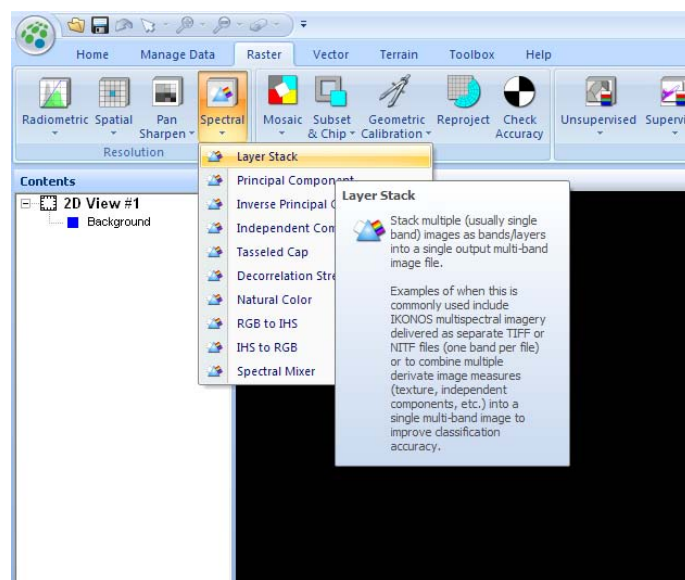 Home Manage Data Raster Vector Terrain Toolbox Help
Radiometric Spatial Pan Sharpen Spectral Mosaic Subset & Chip Geometric Calibration Reproject Check Accuracy Unsupervised
Resolution
Contents
2D View #1
Background
Layer Stack
Principal Component
Inverse Principal
Independent
Tasseled Cap
Decorrelation
Natural Color
RGB to IHS
IHS to RGB
Spectral Mixer
Layer Stack
Stack multiple (usually single
band) images as bands/layers
into a single output multi-band
image file.
Examples of when this is
commonly used include
IKONOS multispectral imagery
delivered as separate TIFF or
NITF files (one band per file)
or to combine multiple
derivate image measures
(texture, independent
components, etc.) into a
single multi-band image to
improve classification
accuracy.